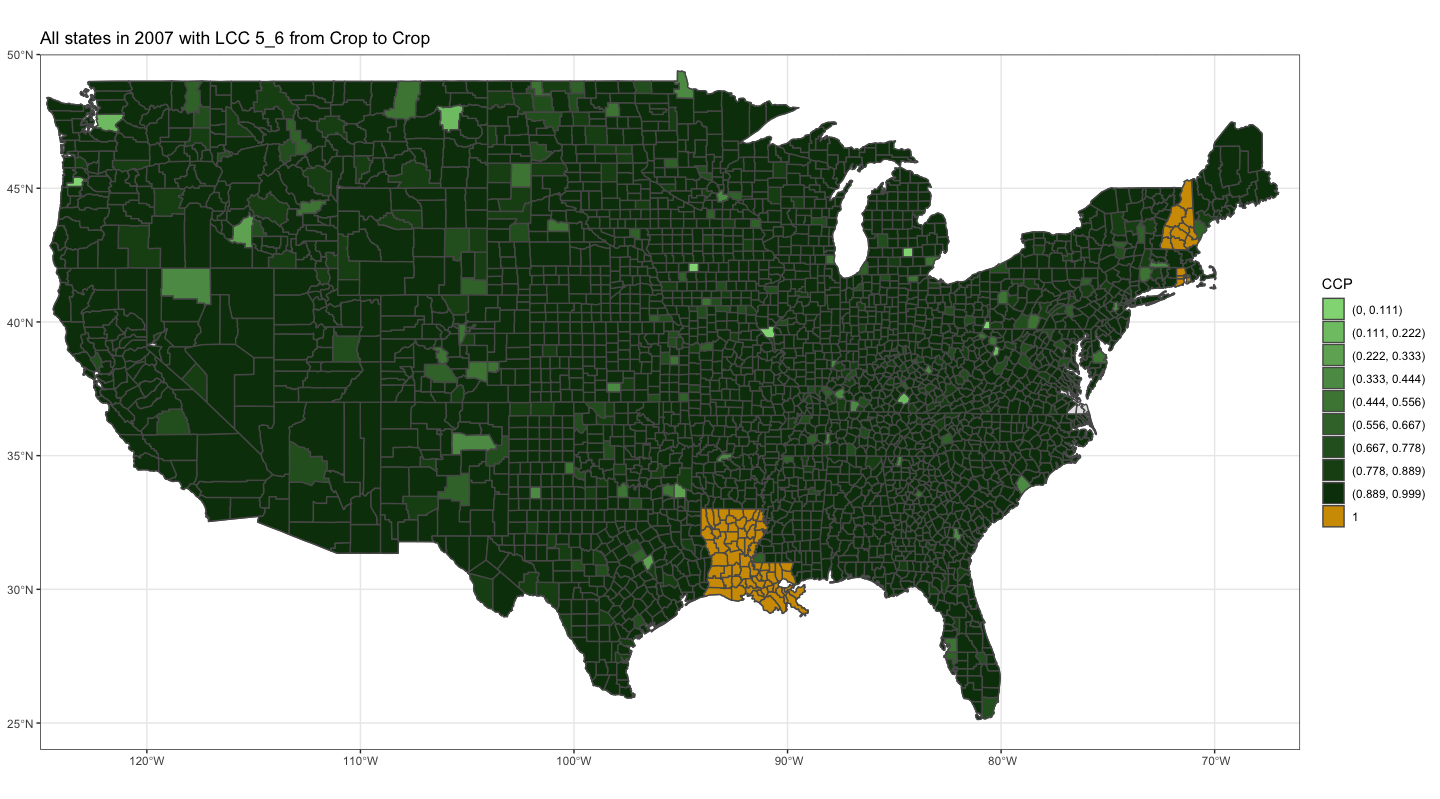 All states in 2007 with LCC 5_6 from Crop to Crop
50°N
45°N
40°N
35°N
30°N
25°N
120°W
110°W
100°W
90°W
80°W
70°W
CCP
(0, 0.111)
(0.111, 0.222)
(0.222, 0.333)
(0.333, 0.444)
(0.444, 0.556)
(0.556, 0.667)
(0.667, 0.778)
(0.778, 0.889)
(0.889, 0.999)
1